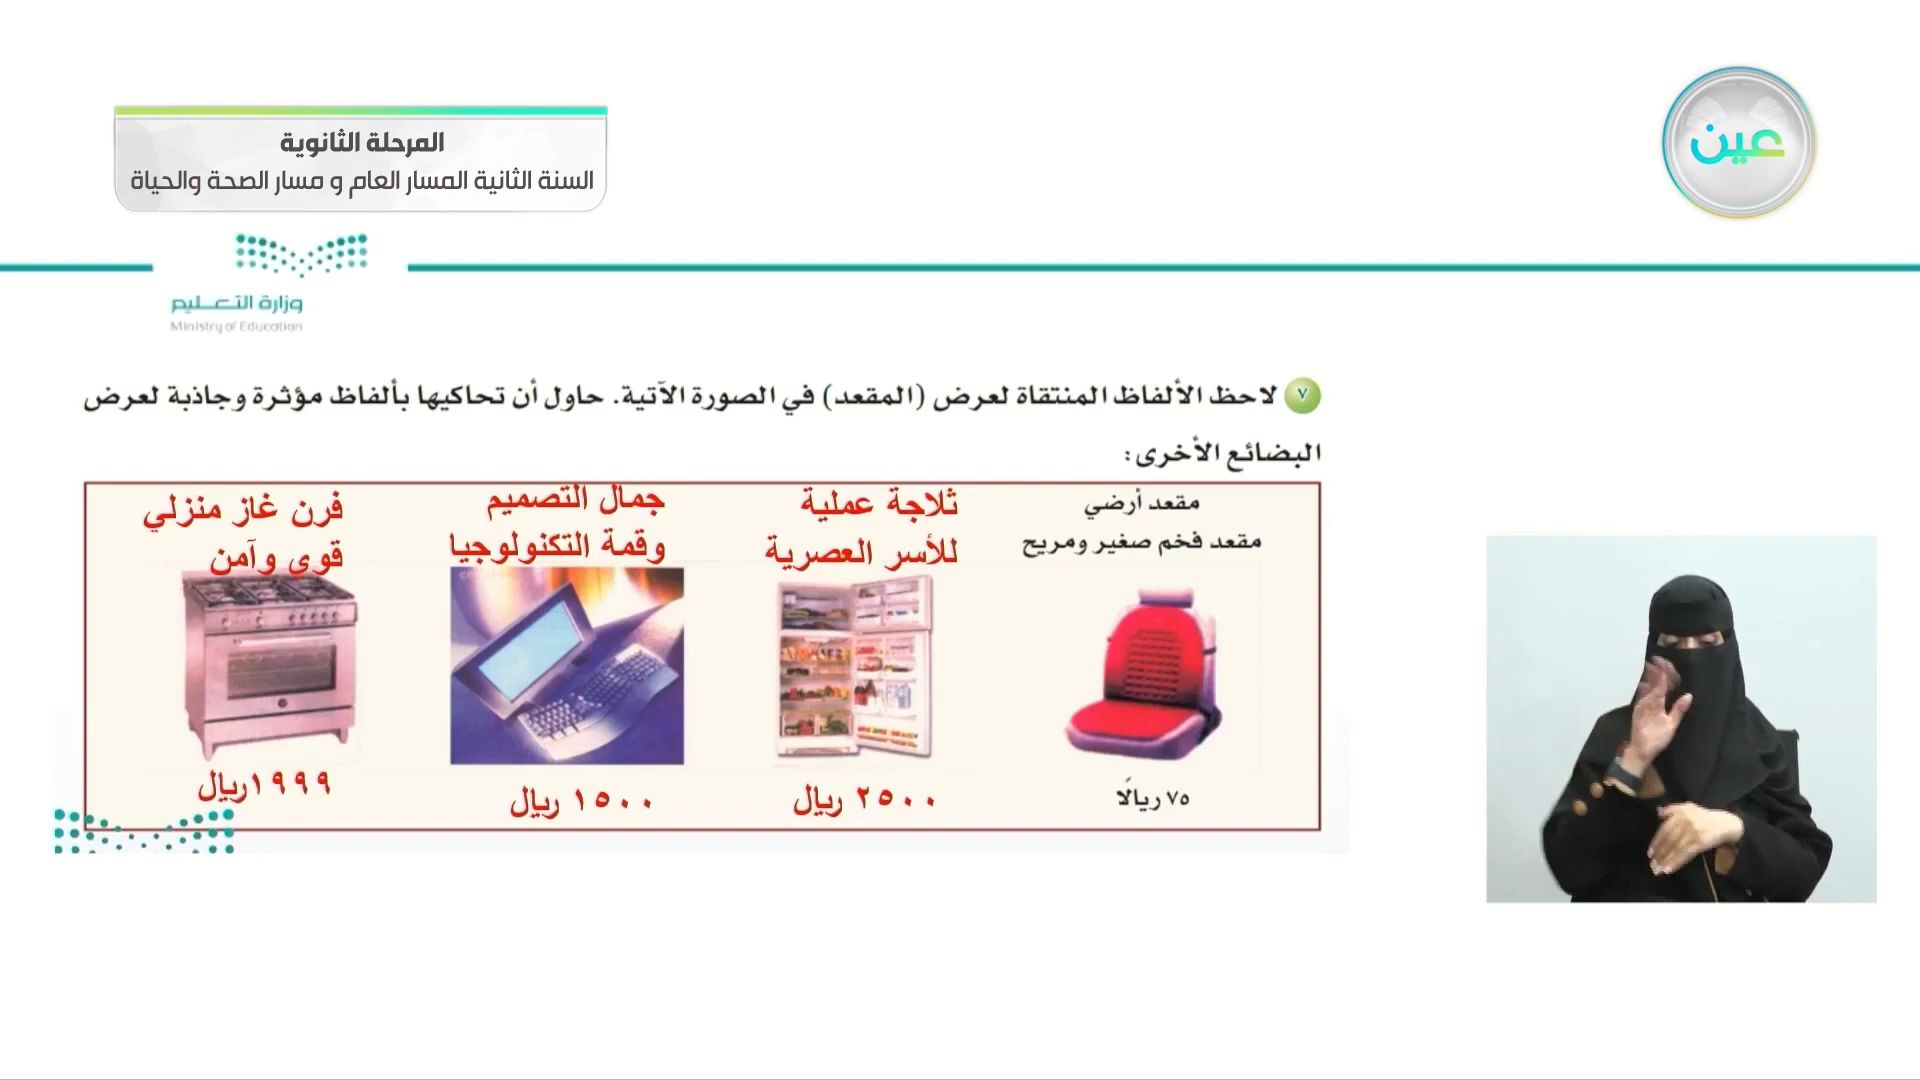 المرحلة الثانوية
السنة الثانية المسار العام و مسار الصحة والحياة
عين
وزارة التعليم
Ministry of Education
٧ لاحظ الألفاظ المنتقاة لعرض (المقعد) في الصورة الآتية. حاول أن تحاكيها بألفاظ مؤثرة وجاذبة لعرض
البضائع الأخرى:
مقعد أرضي
مقعد فخم صغير ومريح
٧٥ ريالًا
ثلاجة عملية
للأسر العصرية
٢٥٠٠ ريال
جمال التصميم
وقمة التكنولوجيا
١٥٠٠ ريال
فرن غاز منزلي
قوي وآمن
١٩٩٩ريال